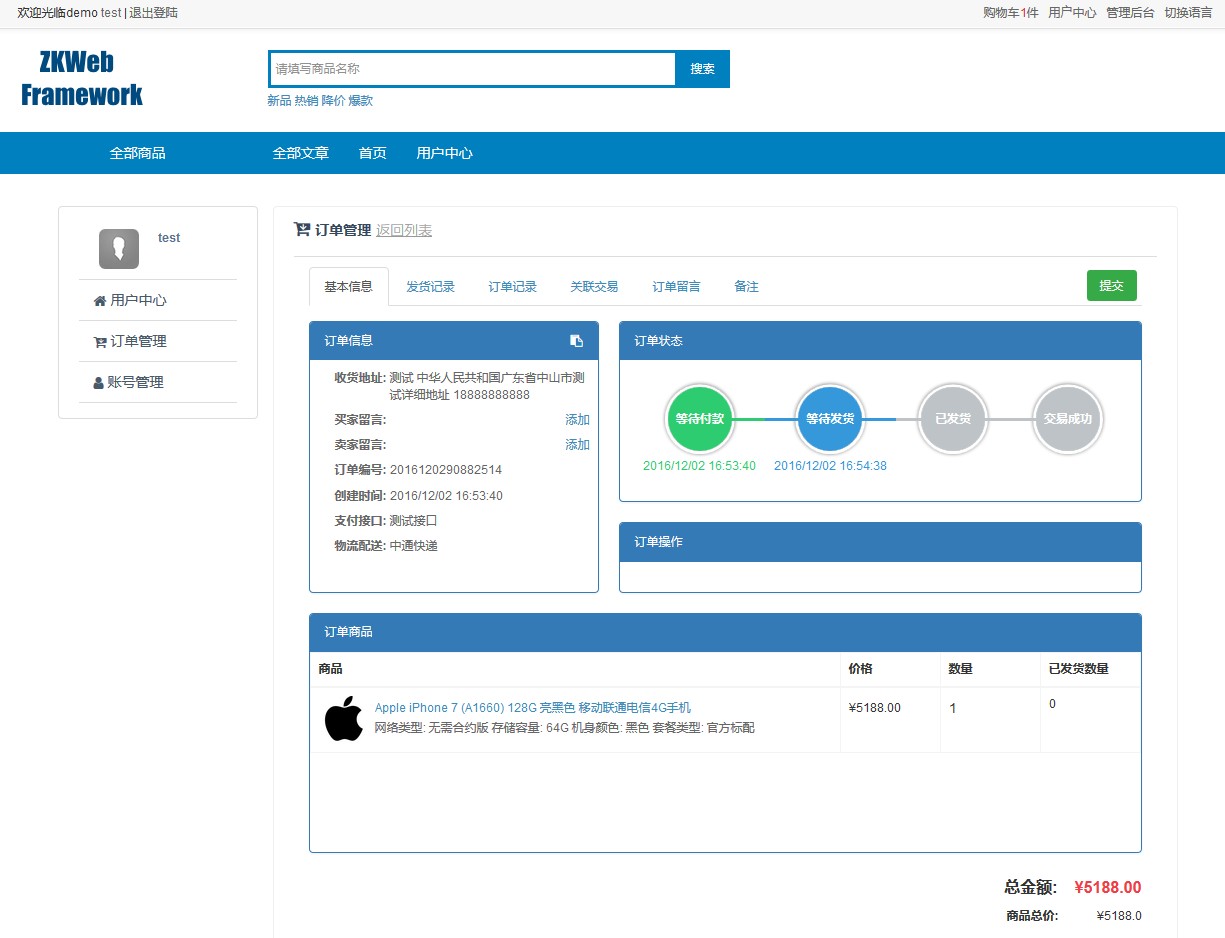 欢迎光临demo test | 退出登陆
购物车1件 用户中心 管理后台 切换语言
ZKWeb
Framework
请填写商品名称
搜索
新品 热销 降价 爆款
全部商品 全部文章 首页 用户中心
test
用户中心
订单管理
账号管理
订单管理 返回列表
基本信息 发货记录 订单记录 关联交易 订单留言 备注 提交
订单信息
收货地址: 测试 中华人民共和国广东省中山市测
试详细地址 18888888888
买家留言: 添加
卖家留言: 添加
订单编号: 2016120290882514
创建时间: 2016/12/02 16:53:40
支付接口: 测试接口
物流配送: 中通快递
订单状态
等待付款 等待发货 已发货 交易成功
2016/12/02 16:53:40 2016/12/02 16:54:38
订单操作
订单商品
商品 价格 数量 已发货数量
Apple iPhone 7 (A1660) 128G 亮黑色 移动联通电信4G手机 ¥5188.00 1 0
网络类型: 无需合约版 存储容量: 64G 机身颜色: 黑色 套餐类型: 官方标配
总金额: ¥5188.00
商品总价: ¥5188.0